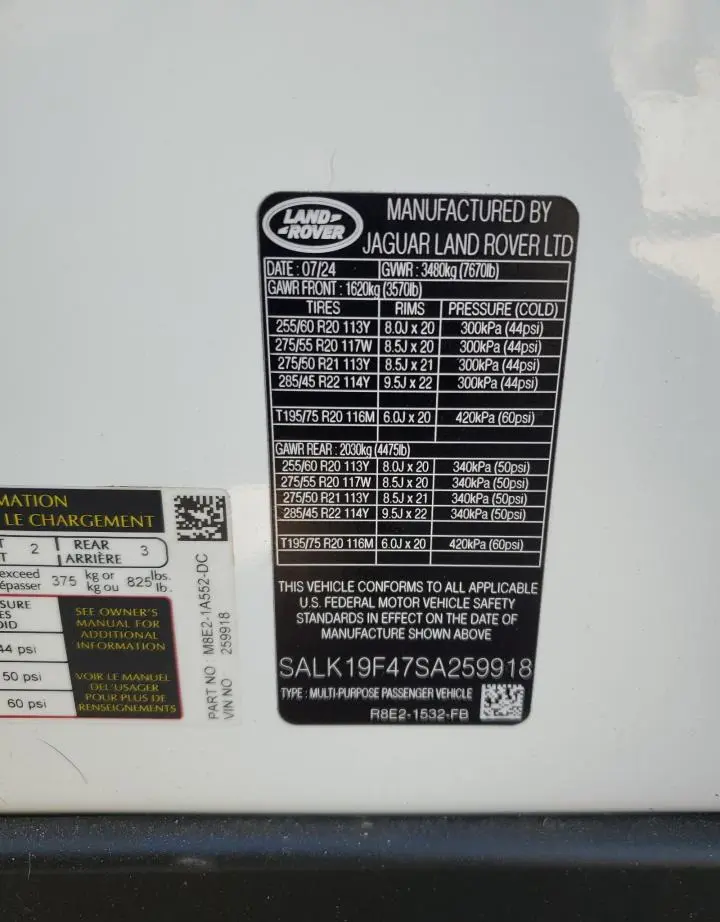 LAND-
-ROVER
MANUFACTURED BY
JAGUAR LAND ROVER LTD
DATE : 07/24 GVWR : 3480kg (7670lb)
GAWR FRONT : 1620kg (3570lb)
TIRES RIMS PRESSURE (COLD)
255/60 R20 113Y 8.0J x 20 300kPa (44psi)
275/55 R20 117W 8.5J x 20 300kPa (44psi)
275/50 R21 113Y 8.5J x 21 300kPa (44psi)
285/45 R22 114Y 9.5J x 22 300kPa (44psi)
T195/75 R20 116M 6.0J x 20 420kPa (60psi)
GAWR REAR : 2030kg (4475lb)
255/60 R20 113Y 8.0J x 20 340kPa (50psi)
275/55 R20 117W 8.5J x 20 340kPa (50psi)
275/50 R21 113Y 8.5J x 21 340kPa (50psi)
285/45 R22 114Y 9.5J x 22 340kPa (50psi)
T195/75 R20 116M 6.0J x 20 420kPa (60psi)
THIS VEHICLE CONFORMS TO ALL APPLICABLE
U.S. FEDERAL MOTOR VEHICLE SAFETY
STANDARDS IN EFFECT ON THE DATE OF
MANUFACTURE SHOWN ABOVE
SALK19F47SA259918
TYPE : MULTI-PURPOSE PASSENGER VEHICLE
R8E2-1532-FB
MATION
LE CHARGEMENT
T 2 REAR 3
T ARRIÈRE
exceed 375 kg or 825 lbs.
épasser kg ou lb.
SURE
ES
OID
44 psi
50 psi
60 psi
SEE OWNER'S
MANUAL FOR
ADDITIONAL
INFORMATION
VOIR LE MANUEL
DEL'USAGER
POUR PLUS DE
RENSEIGNEMENTS
PART NO : M8E2-1A552-DC
VIN NO 259918